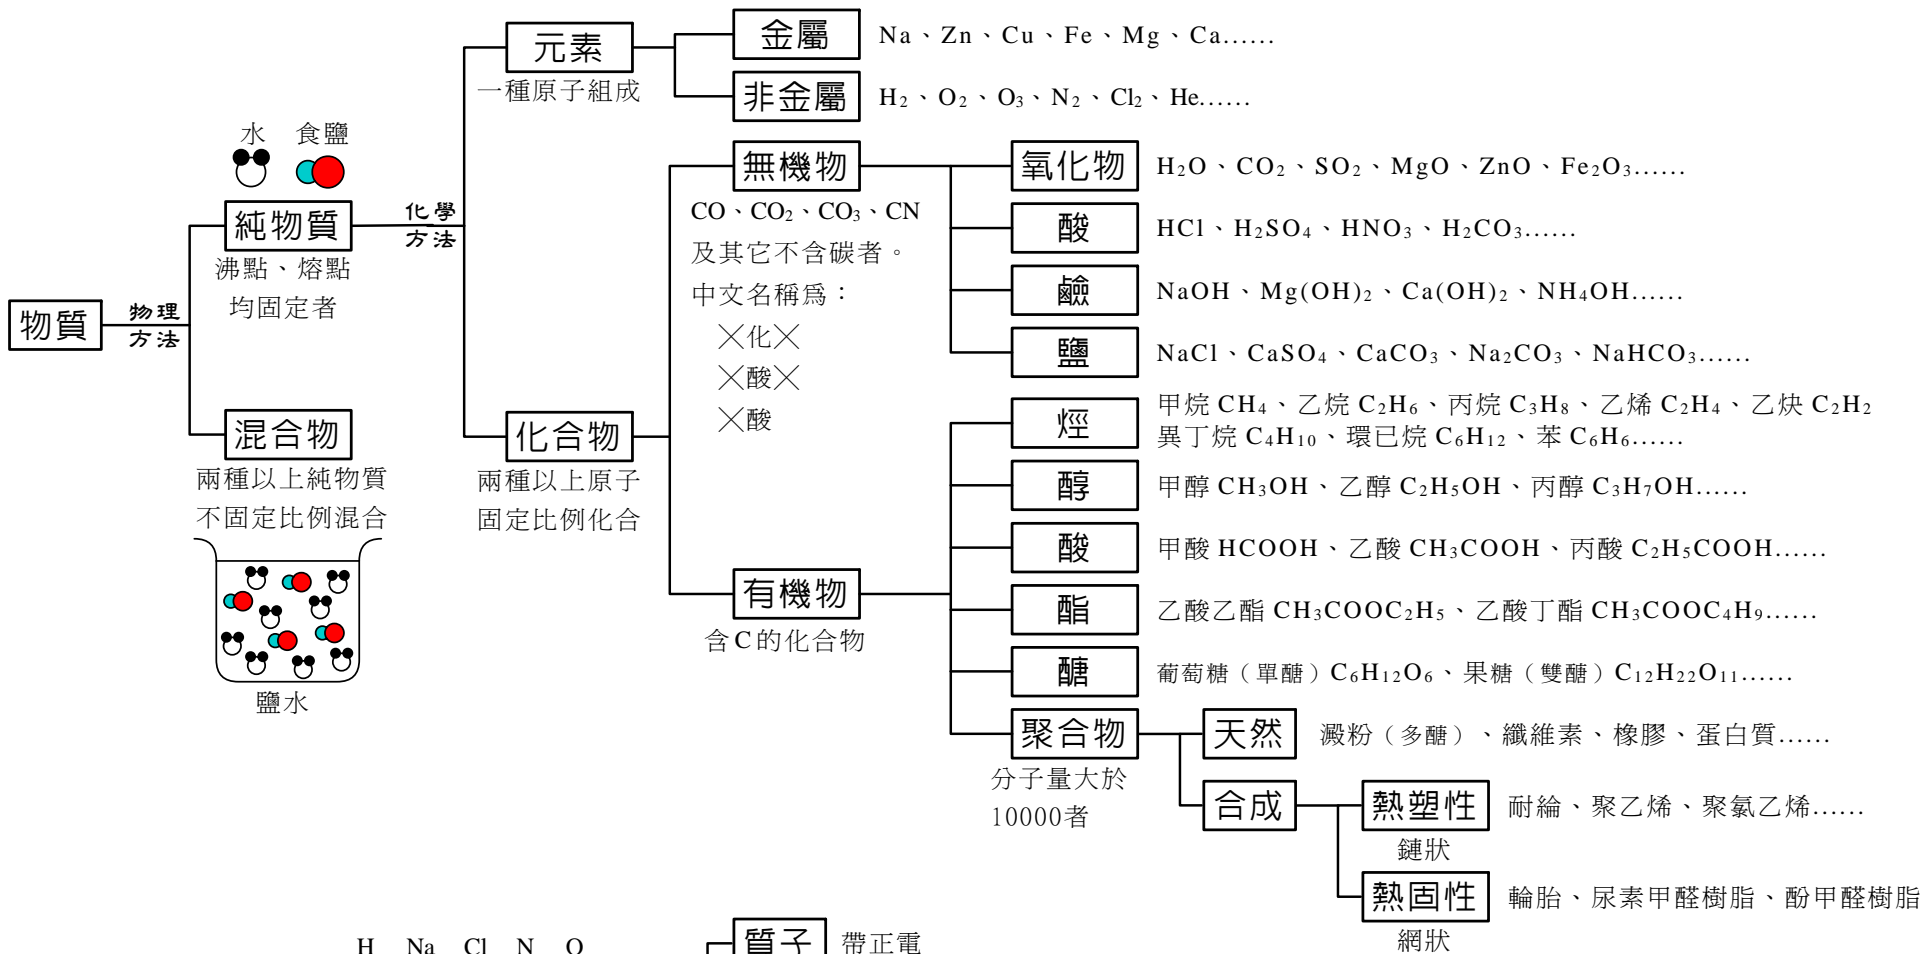 元素
一種原子組成
金屬 Na、Zn、Cu、Fe、Mg、Ca……
非金屬 H₂、O₂、O₃、N₂、Cl₂、He……
水 食鹽
純物質
沸點、熔點
均固定者
化學
方法
物質
物理
方法
混合物
兩種以上純物質
不固定比例混合
鹽水
化合物
兩種以上原子
固定比例化合
無機物
CO、CO₂、CO₃、CN
及其它不含碳者。
中文名稱為：
╳化╳
╳酸╳
╳酸
氧化物 H₂O、CO₂、SO₂、MgO、ZnO、Fe₂O₃……
酸 HCl、H₂SO₄、HNO₃、H₂CO₃……
鹼 NaOH、Mg(OH)₂、Ca(OH)₂、NH₄OH……
鹽 NaCl、CaSO₄、CaCO₃、Na₂CO₃、NaHCO₃……
有機物
含C的化合物
烴 甲烷 CH₄、乙烷 C₂H₆、丙烷 C₃H₈、乙烯 C₂H₄、乙炔 C₂H₂
異丁烷 C₄H₁₀、環已烷 C₆H₁₂、苯 C₆H₆……
醇 甲醇 CH₃OH、乙醇 C₂H₅OH、丙醇 C₃H₇OH……
酸 甲酸 HCOOH、乙酸 CH₃COOH、丙酸 C₂H₅COOH……
酯 乙酸乙酯 CH₃COOC₂H₅、乙酸丁酯 CH₃COOC₄H₉……
醣 葡萄糖（單醣）C₆H₁₂O₆、果糖（雙醣）C₁₂H₂₂O₁₁……
聚合物
分子量大於
10000者
天然 澱粉（多醣）、纖維素、橡膠、蛋白質……
合成
熱塑性 耐綸、聚乙烯、聚氯乙烯……
鏈狀
熱固性 輪胎、尿素甲醛樹脂、酚甲醛樹脂
網狀
H Na Cl N O
質子 帶正電